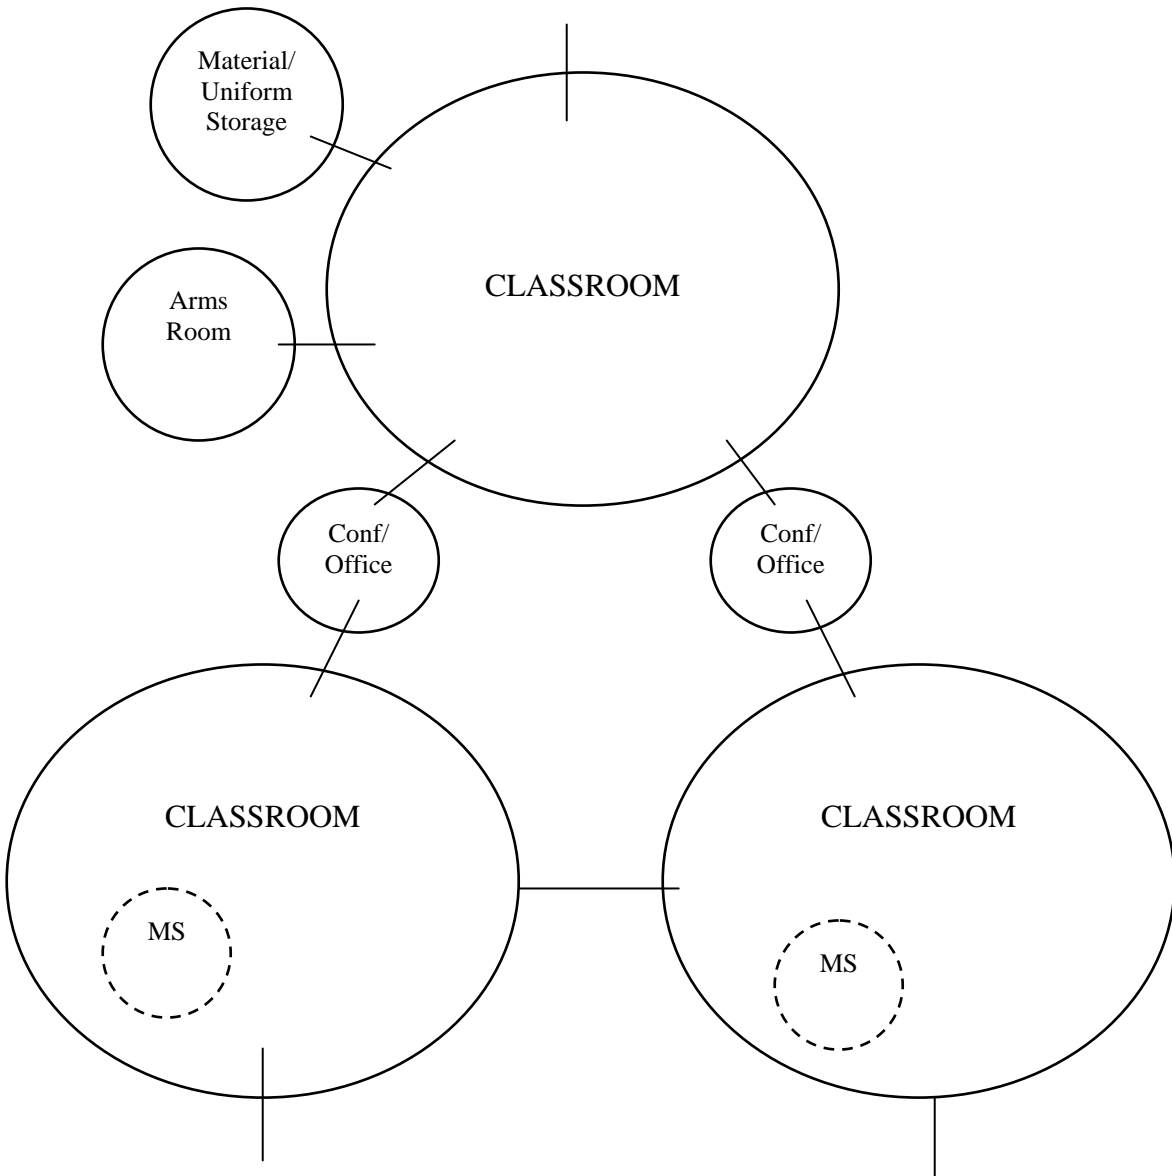 Material/
Uniform
Storage
CLASSROOM
Arms
Room
Conf/
Office
Conf/
Office
CLASSROOM
CLASSROOM
MS
MS